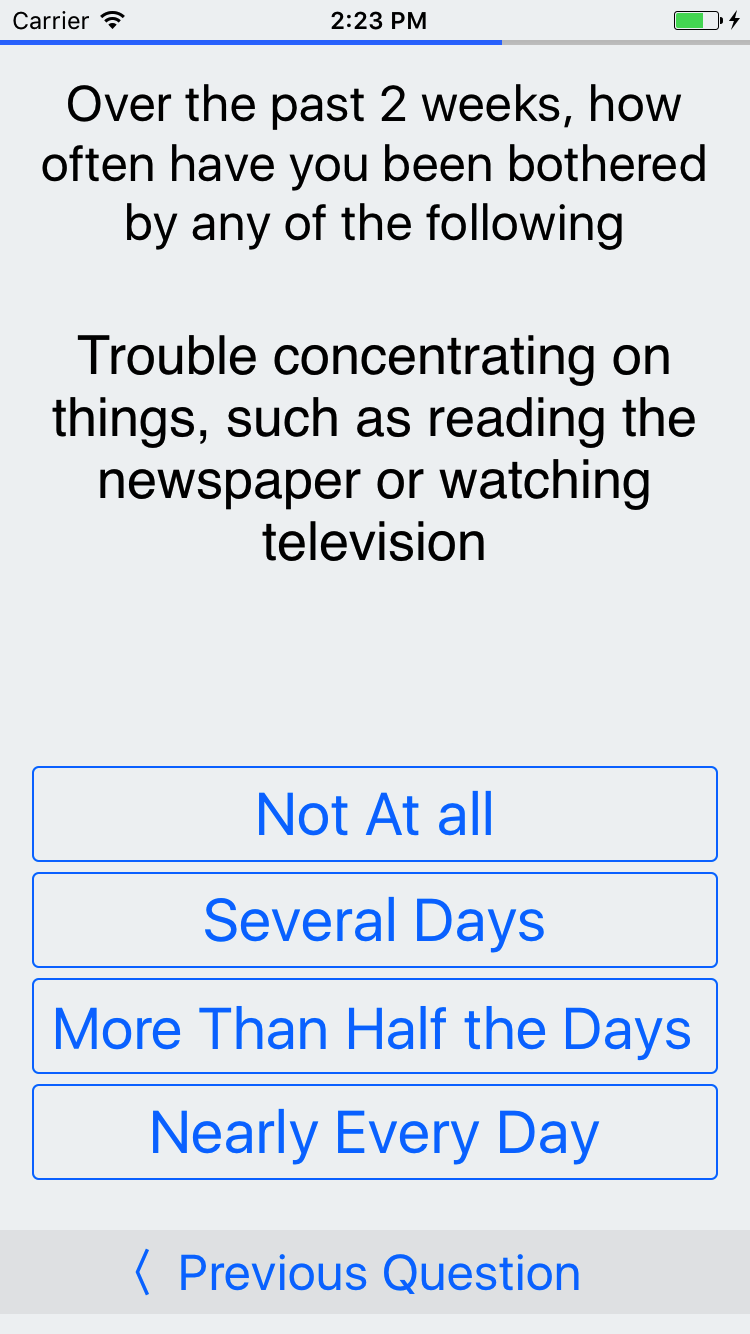 Carrier 2:23 PM
Over the past 2 weeks, how
often have you been bothered
by any of the following
Trouble concentrating on
things, such as reading the
newspaper or watching
television
Not At all
Several Days
More Than Half the Days
Nearly Every Day
Previous Question